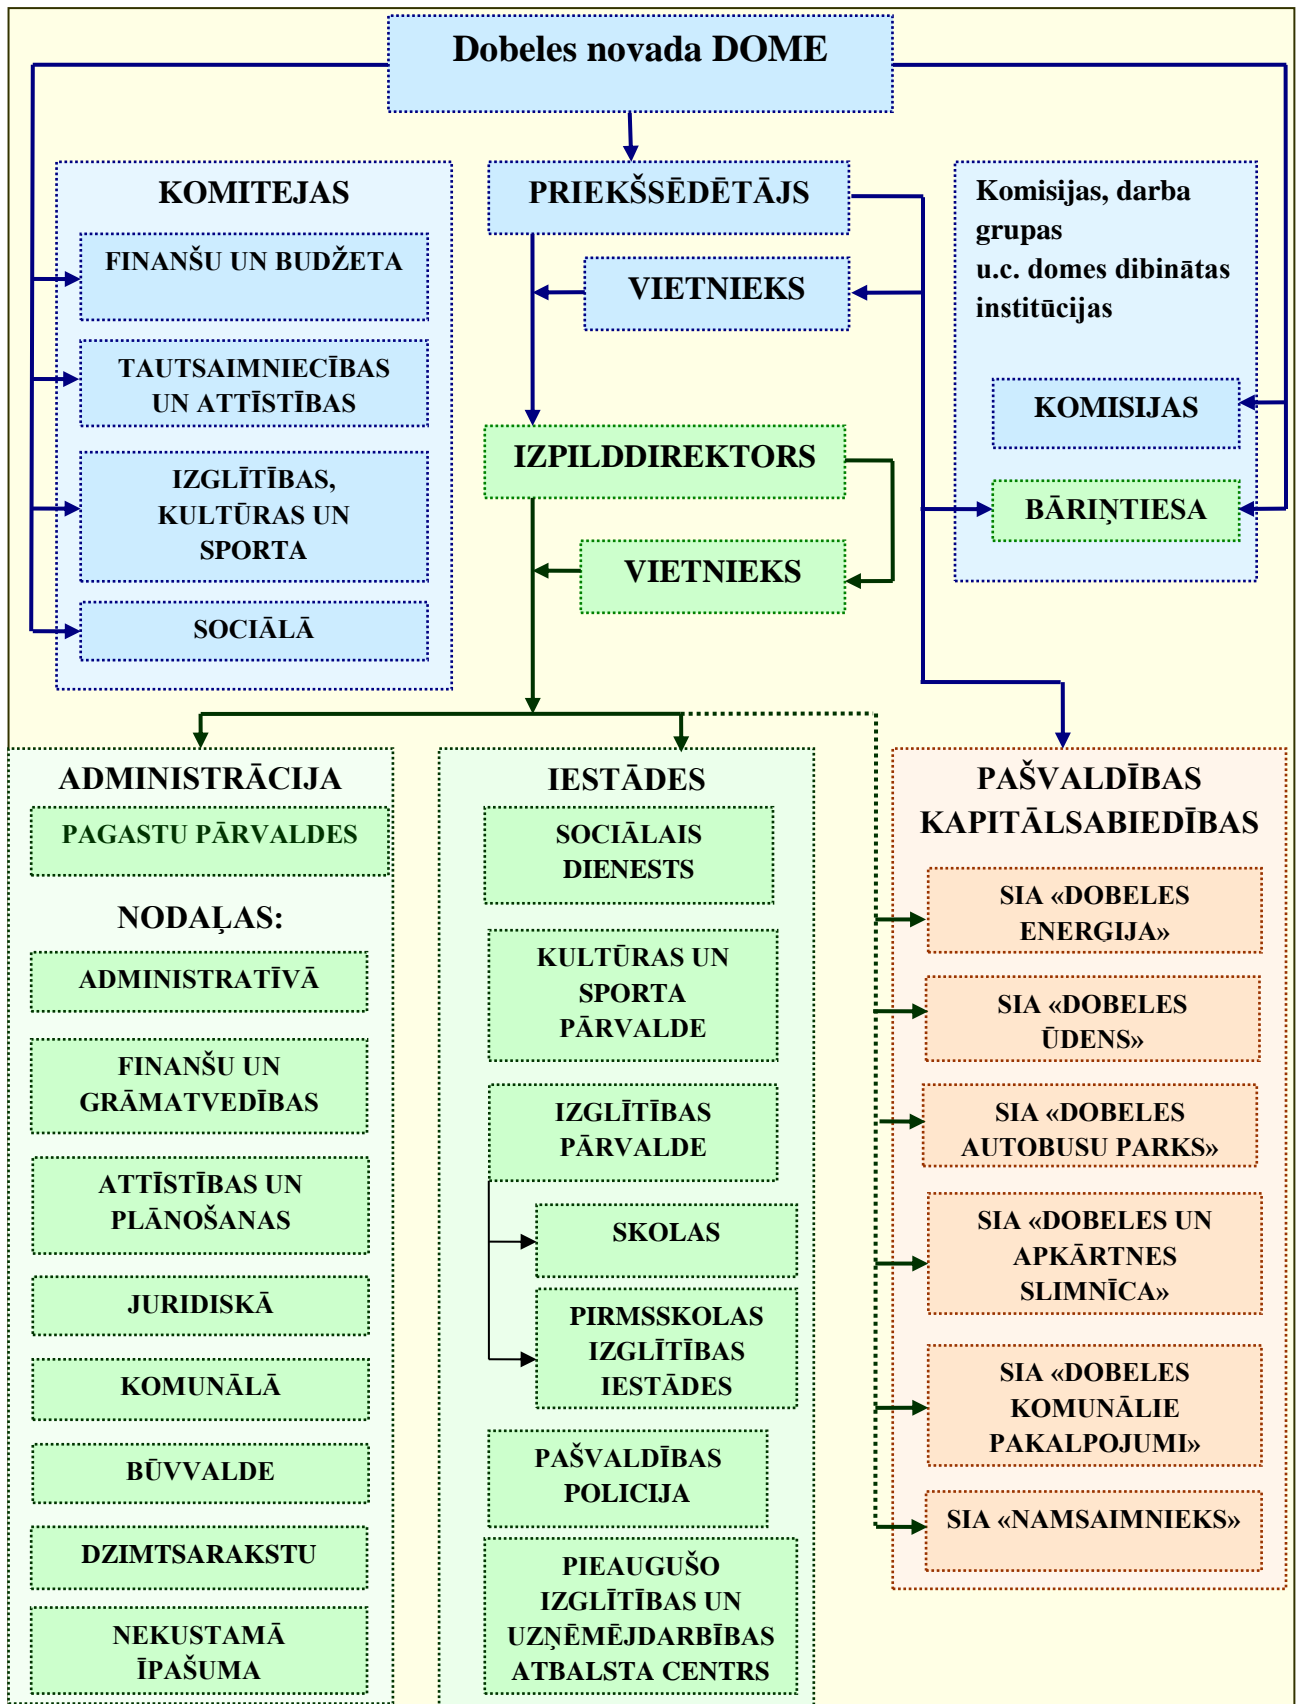 Dobeles novada DOME
KOMITEJAS
FINANŠU UN BUDŽETA
TAUTSAIMNIECĪBAS
UN ATTĪSTĪBAS
IZGLĪTĪBAS,
KULTŪRAS UN
SPORTA
SOCIĀLĀ
PRIEKŠSĒDĒTĀJS
VIETNIEKS
IZPILDDIREKTORS
VIETNIEKS
Komisijas, darba
grupas
u.c. domes dibinātas
institūcijas
KOMISIJAS
BĀRIŅTIESA
ADMINISTRĀCIJA
PAGASTU PĀRVALDES
NODAĻAS:
ADMINISTRATĪVĀ
FINANŠU UN
GRĀMATVEDĪBAS
ATTĪSTĪBAS UN
PLĀNOŠANAS
JURIDISKĀ
KOMUNĀLĀ
BŪVVALDE
DZIMTSARAKSTU
NEKUSTAMĀ
ĪPAŠUMA
IESTĀDES
SOCIĀLAIS
DIENESTS
KULTŪRAS UN
SPORTA
PĀRVALDE
IZGLĪTĪBAS
PĀRVALDE
SKOLAS
PIRMSSKOLAS
IZGLĪTĪBAS
IESTĀDES
PAŠVALDĪBAS
POLICIJA
PIEAUGUŠO
IZGLĪTĪBAS UN
UZŅĒMĒJDARBĪBAS
ATBALSTA CENTRS
PAŠVALDĪBAS
KAPITĀLSABIEDĪBAS
SIA «DOBELES
ENERĢIJA»
SIA «DOBELES
ŪDENS»
SIA «DOBELES
AUTOBUSU PARKS»
SIA «DOBELES UN
APKĀRTNES
SLIMNĪCA»
SIA «DOBELES
KOMUNĀLIE
PAKALPOJUMI»
SIA «NAMSAIMNIEKS»